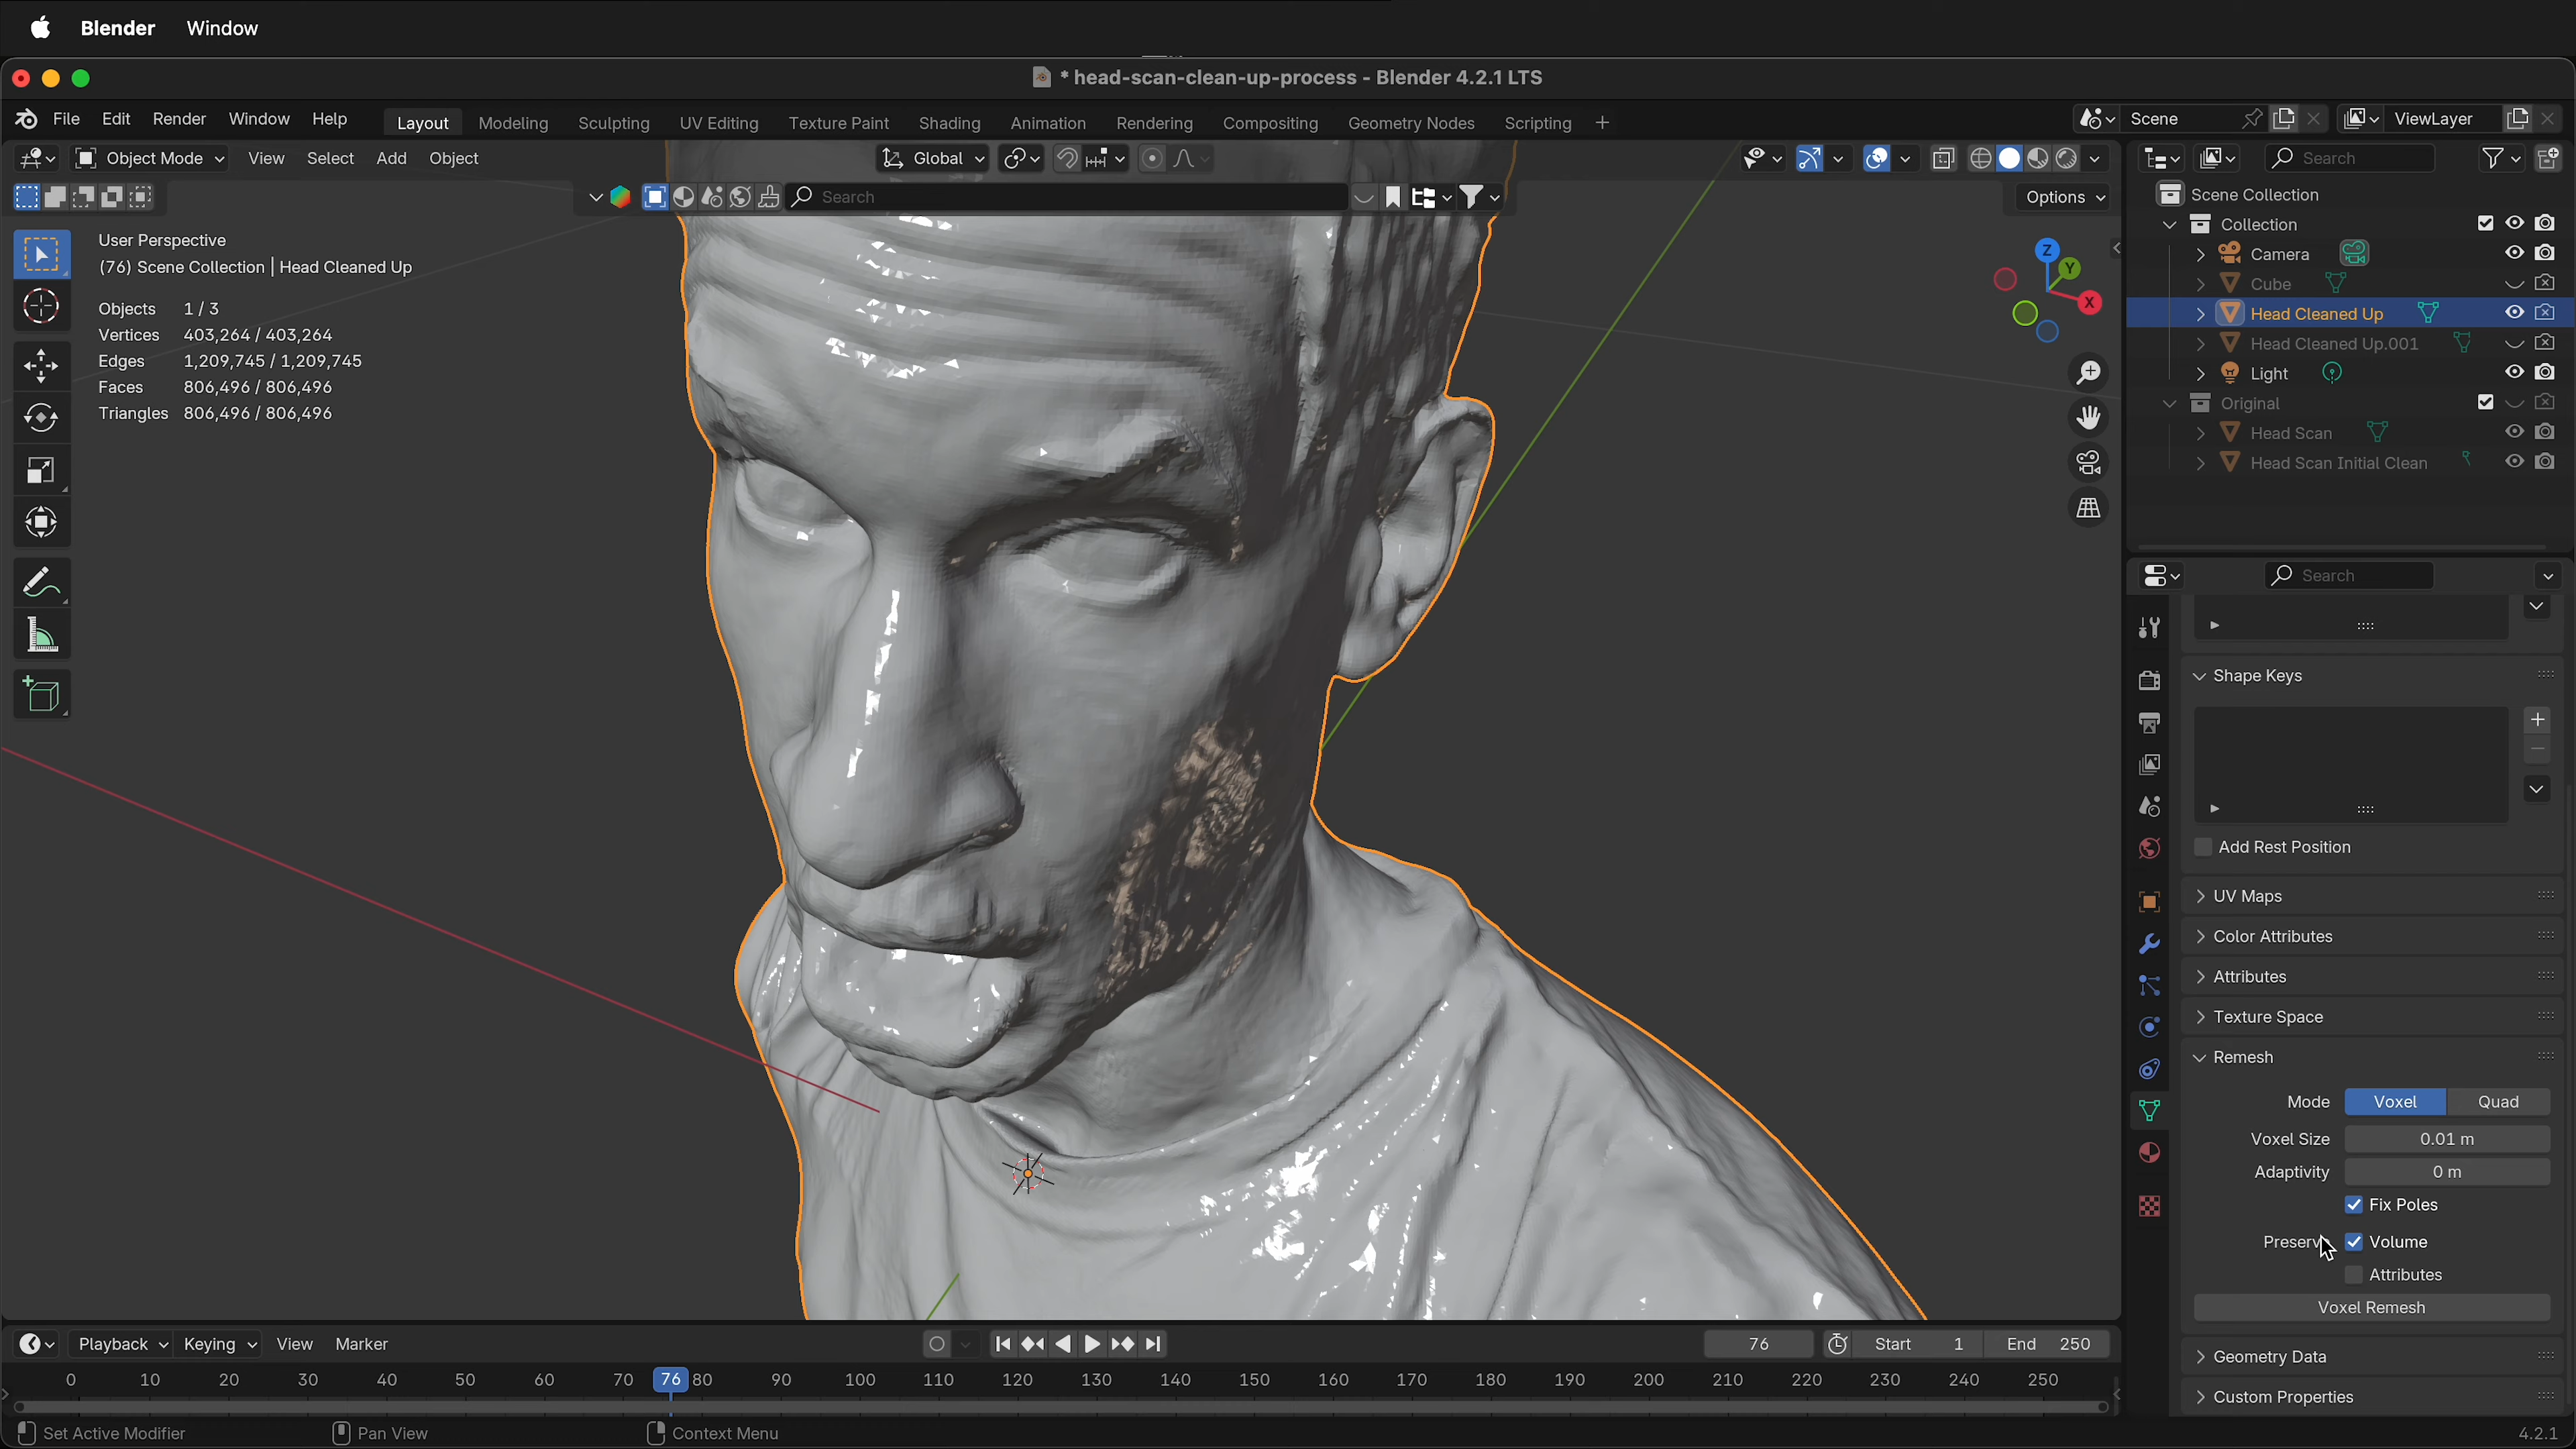 Blender Window
* head-scan-clean-up-process - Blender 4.2.1 LTS
File Edit Render Window Help Layout Modeling Sculpting UV Editing Texture Paint Shading Animation Rendering Compositing Geometry Nodes Scripting + Scene ViewLayer
Object Mode View Select Add Object Global Search
Search Options
User Perspective
(76) Scene Collection | Head Cleaned Up
Objects 1 / 3
Vertices 403,264 / 403,264
Edges 1,209,745 / 1,209,745
Faces 806,496 / 806,496
Triangles 806,496 / 806,496
Z
Y
X
Scene Collection
Collection
Camera
Cube
Head Cleaned Up
Head Cleaned Up.001
Light
Original
Head Scan
Head Scan Initial Clean
Search
Shape Keys
Add Rest Position
UV Maps
Color Attributes
Attributes
Texture Space
Remesh
Mode Voxel Quad
Voxel Size 0.01 m
Adaptivity 0 m
Fix Poles
Preserve Volume
Attributes
Voxel Remesh
Geometry Data
Custom Properties
Playback Keying View Marker 76 Start 1 End 250
0 10 20 30 40 50 60 70 76 80 90 100 110 120 130 140 150 160 170 180 190 200 210 220 230 240 250
Set Active Modifier Pan View Context Menu 4.2.1